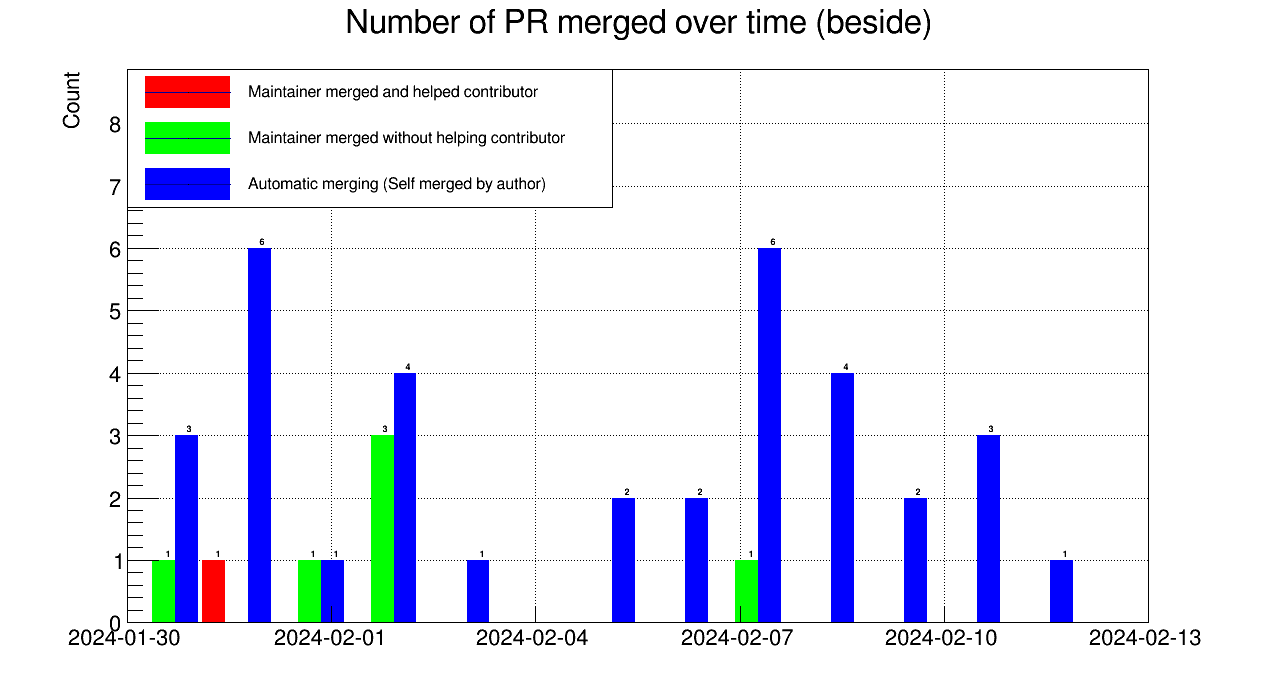 Number of PR merged over time (beside)
Count
Maintainer merged and helped contributor
Maintainer merged without helping contributor
Automatic merging (Self merged by author)
8
7
6
5
4
3
2
1
0
1 3 1 6 1 1 3 4 1 2 2 1 6 4 2 3 1
2024-01-30 2024-02-01 2024-02-04 2024-02-07 2024-02-10 2024-02-13